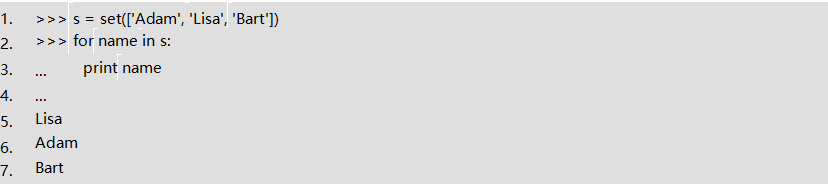 1. >>> s = set(['Adam', 'Lisa', 'Bart'])
2. >>> for name in s:
3. ... print name
4. ...
5. Lisa
6. Adam
7. Bart